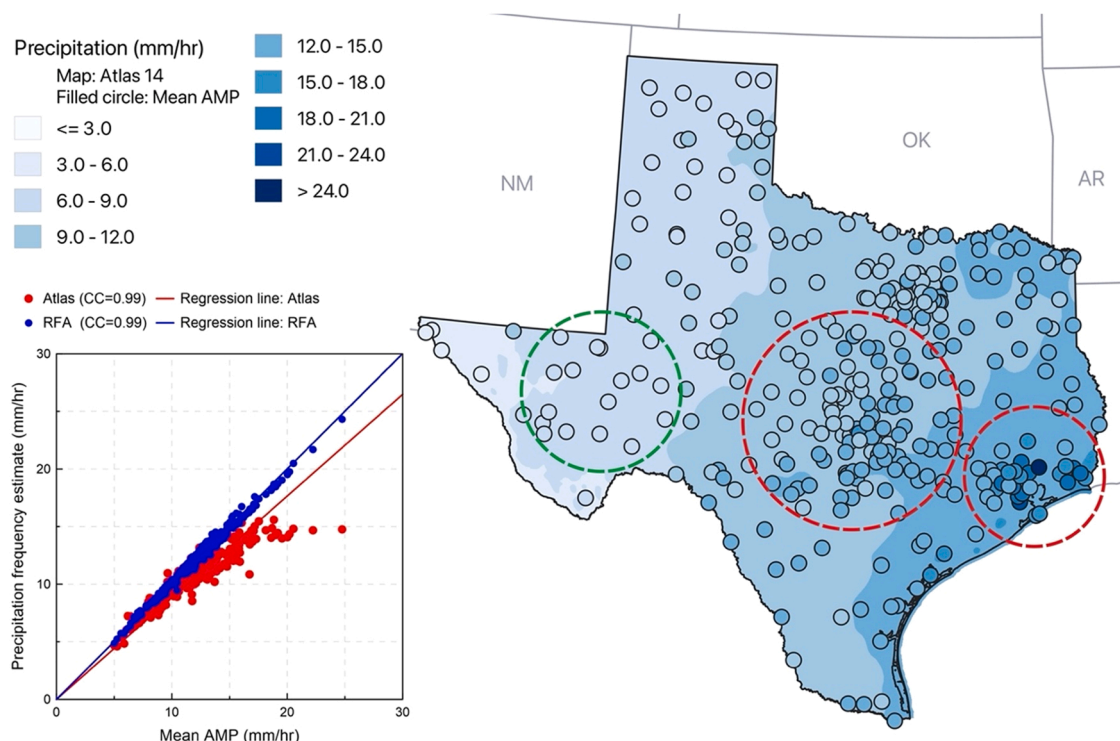 Precipitation (mm/hr)
Map: Atlas 14
Filled circle: Mean AMP
<= 3.0
3.0 - 6.0
6.0 - 9.0
9.0 - 12.0
12.0 - 15.0
15.0 - 18.0
18.0 - 21.0
21.0 - 24.0
> 24.0
NM
OK
AR
Atlas (CC=0.99) Regression line: Atlas
RFA (CC=0.99) Regression line: RFA
Precipitation frequency estimate (mm/hr)
30
20
10
0
0 10 20 30
Mean AMP (mm/hr)